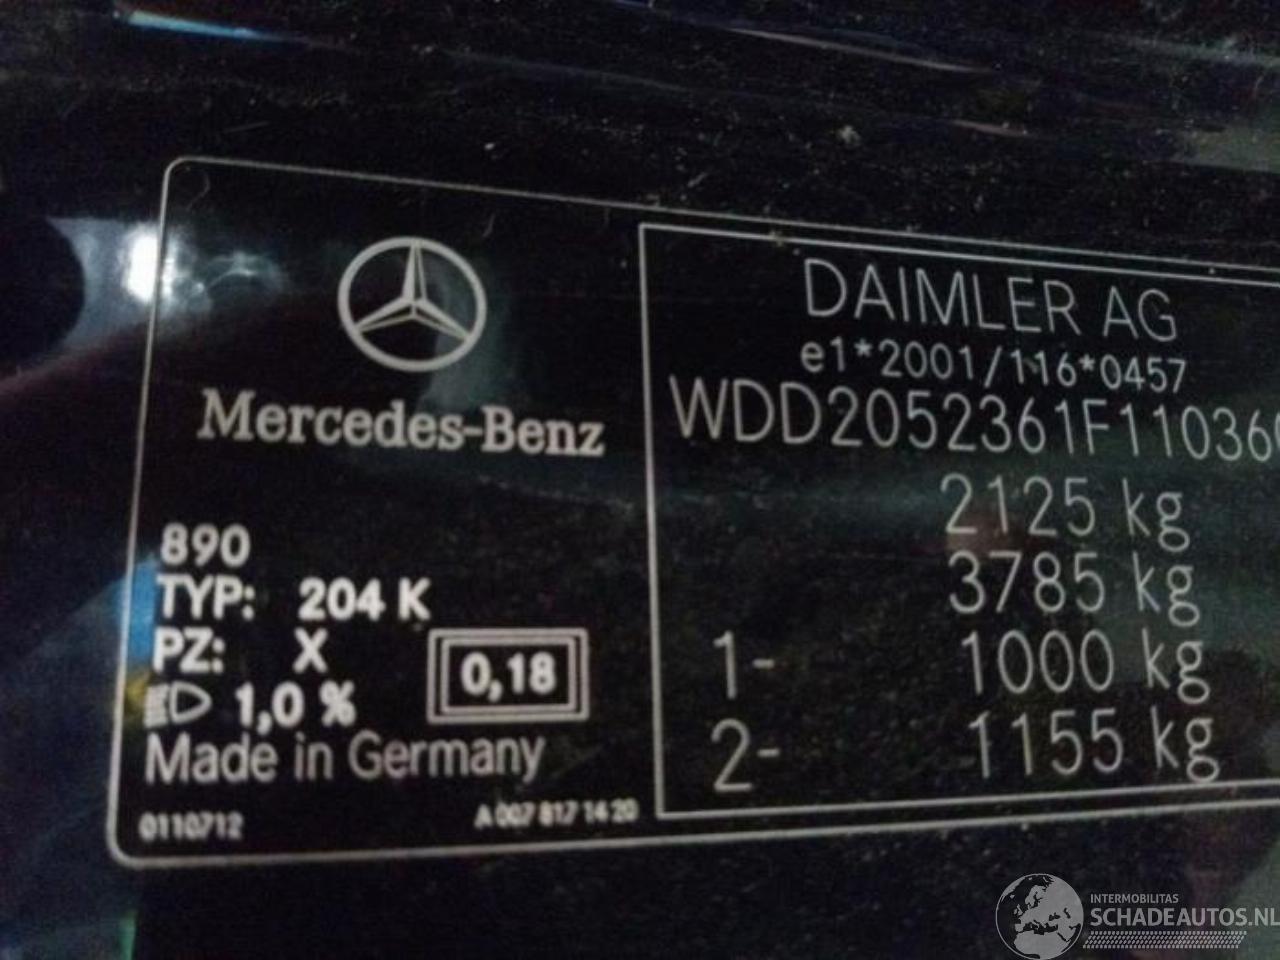 Mercedes-Benz
890
TYP: 204 K
PZ: X
1,0 %
0,18
Made in Germany
0110712
A 007 817 14 20
DAIMLER AG
e1*2001/116*0457
WDD2052361F11036
2125 kg
3785 kg
1- 1000 kg
2- 1155 kg
INTERMOBILITAS
SCHADEAUTOS.NL